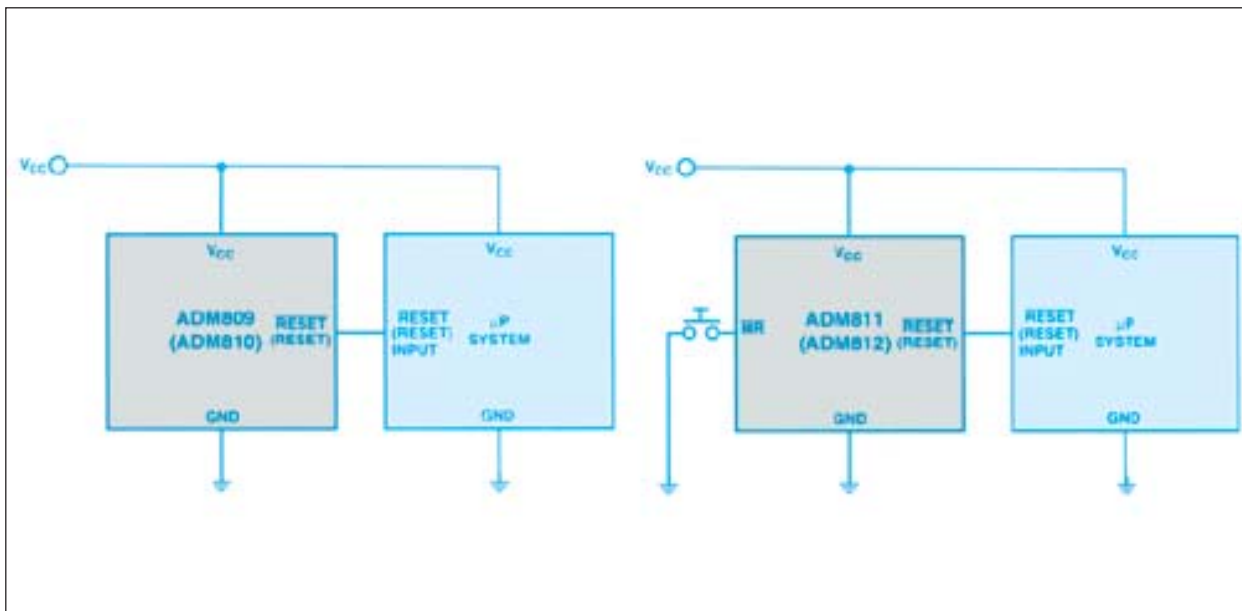 VCC
VCC
VCC
ADM809
(ADM810)
RESET
(RESET)
RESET
(RESET)
INPUT
µP
SYSTEM
GND
GND
VCC
VCC
VCC
MR
ADM811
(ADM812)
RESET
(RESET)
RESET
(RESET)
INPUT
µP
SYSTEM
GND
GND